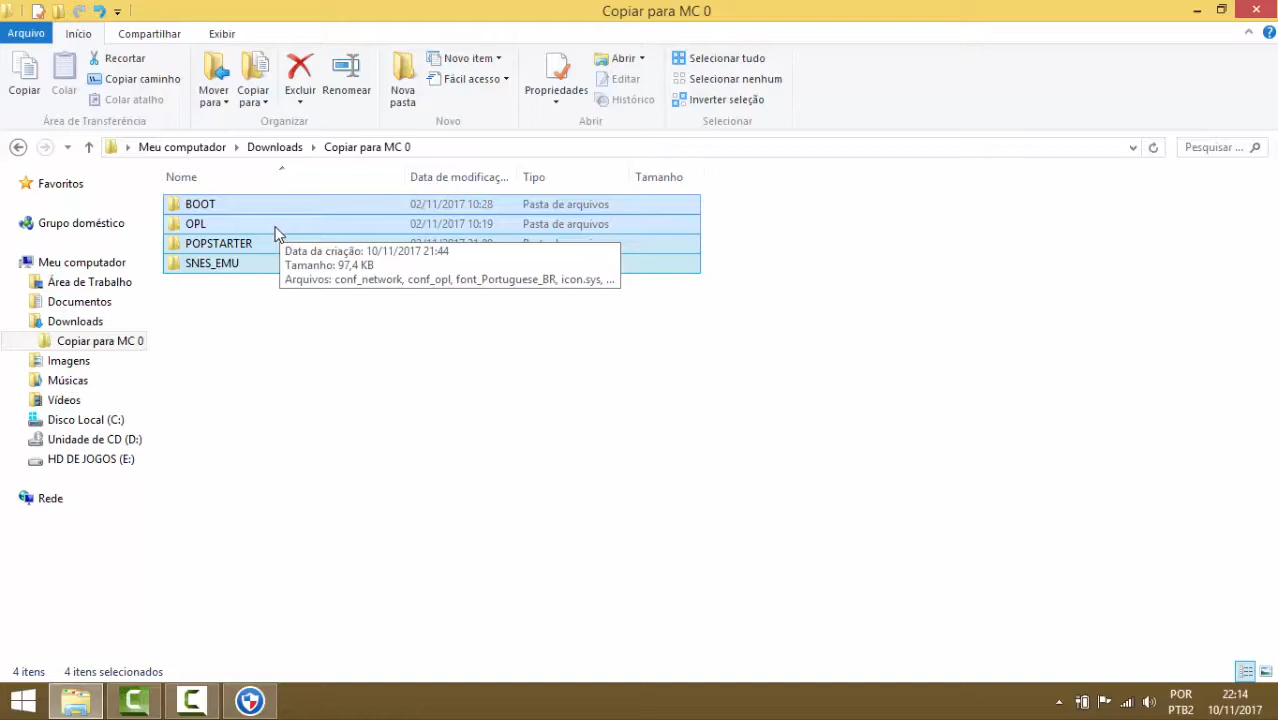 Copiar para MC 0
Arquivo
Início
Compartilhar
Exibir
Copiar
Colar
Recortar
Copiar caminho
Colar atalho
Área de Transferência
Mover para
Copiar para
Excluir
Renomear
Organizar
Nova pasta
Novo item
Fácil acesso
Novo
Propriedades
Abrir
Editar
Histórico
Abrir
Selecionar tudo
Selecionar nenhum
Inverter seleção
Selecionar
Meu computador
Downloads
Copiar para MC 0
Pesquisar ...
Favoritos
Grupo doméstico
Meu computador
Área de Trabalho
Documentos
Downloads
Copiar para MC 0
Imagens
Músicas
Vídeos
Disco Local (C:)
Unidade de CD (D:)
HD DE JOGOS (E:)
Rede
Nome
Data de modificaç...
Tipo
Tamanho
BOOT 02/11/2017 10:28 Pasta de arquivos
OPL 02/11/2017 10:19 Pasta de arquivos
POPSTARTER
SNES_EMU
Data da criação: 10/11/2017 21:44
Tamanho: 97,4 KB
Arquivos: conf_network, conf_opl, font_Portuguese_BR, icon.sys, ...
4 itens
4 itens selecionados
POR
PTB2
22:14
10/11/2017